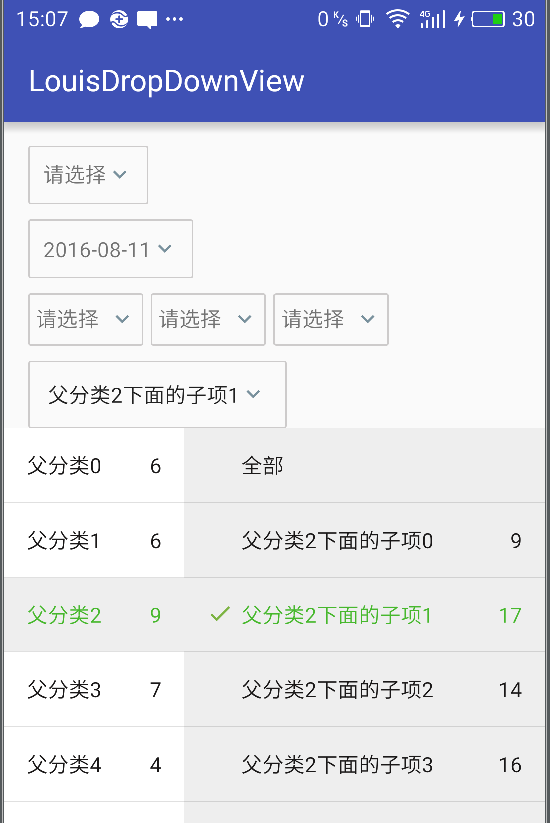 15:07 0 K/s 4G 30
LouisDropDownView
请选择
2016-08-11
请选择 请选择 请选择
父分类2下面的子项1
父分类0 6 全部
父分类1 6 父分类2下面的子项0 9
父分类2 9 父分类2下面的子项1 17
父分类3 7 父分类2下面的子项2 14
父分类4 4 父分类2下面的子项3 16